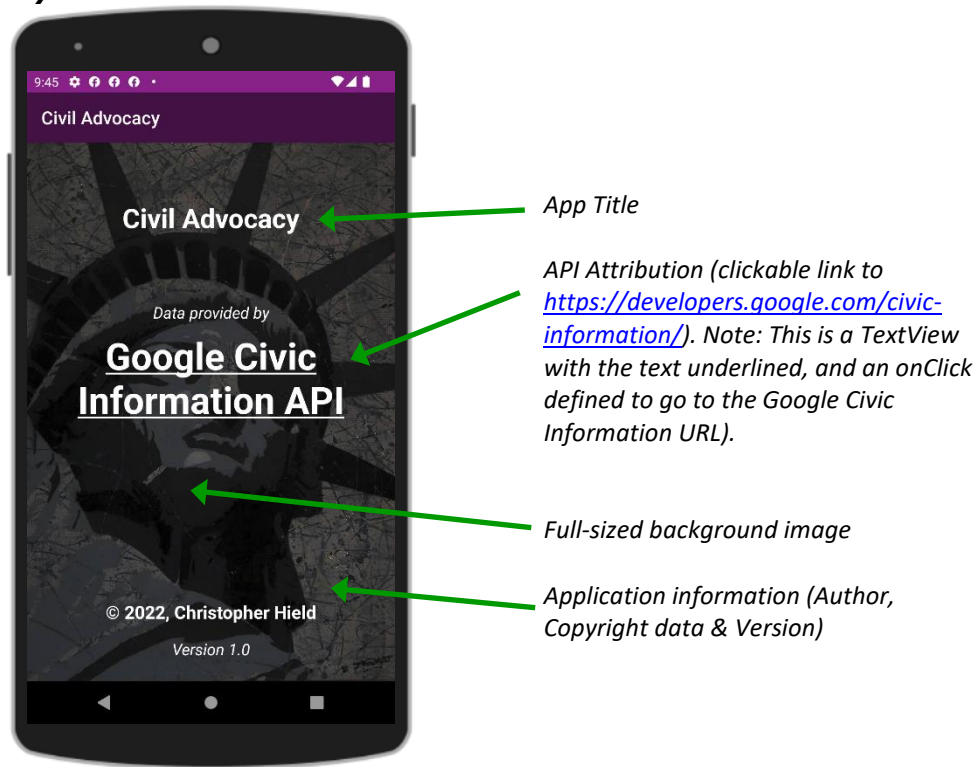 9:45
Civil Advocacy
Civil Advocacy
Data provided by
Google Civic
Information API
© 2022, Christopher Hield
Version 1.0
App Title
API Attribution (clickable link to
https://developers.google.com/civic-
information/). Note: This is a TextView
with the text underlined, and an onClick
defined to go to the Google Civic
Information URL).
Full-sized background image
Application information (Author,
Copyright data & Version)